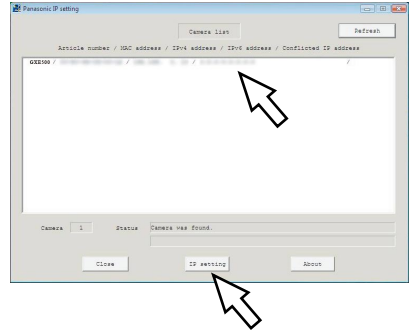 Panasonic IP setting
Camera list
Refresh
Article number / MAC address / IPv4 address / IPv6 address / Conflicted IP address
GXE500 / / / /
Camera 1 Status Camera was found.
Close IP setting About